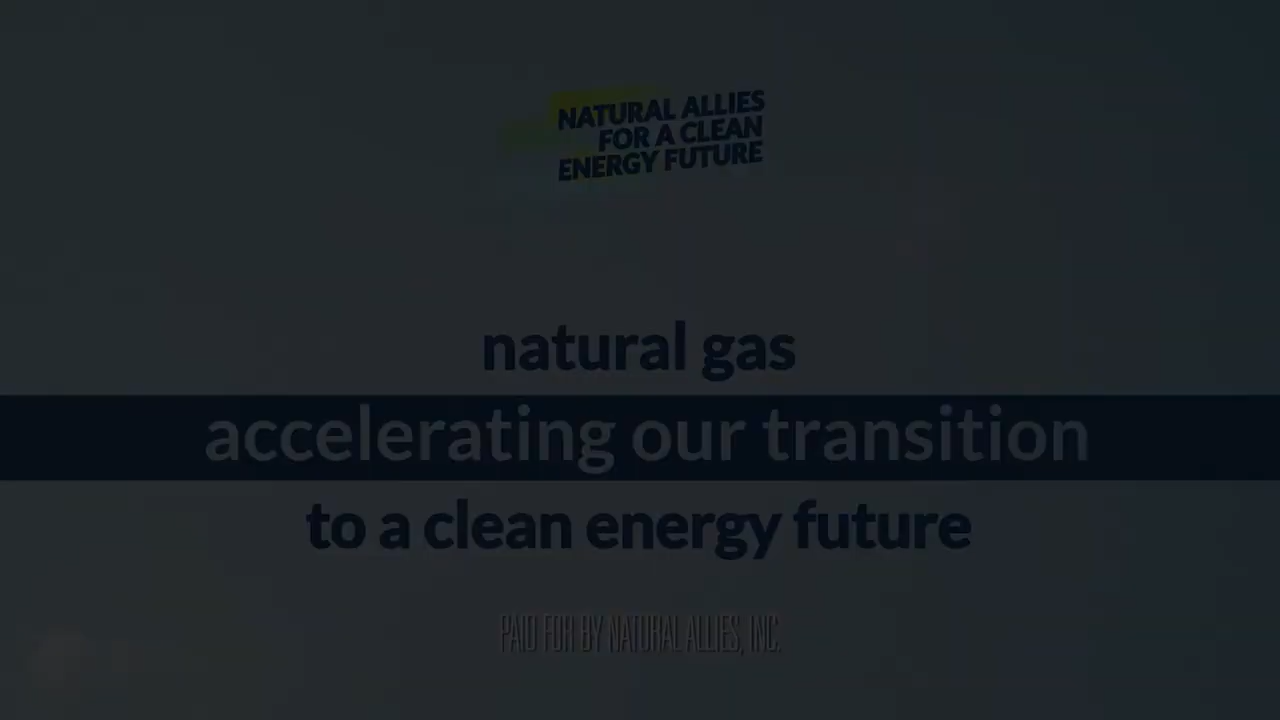 NATURAL ALLIES
FOR A CLEAN
ENERGY FUTURE
natural gas
accelerating our transition
to a clean energy future
PAID FOR BY NATURAL ALLIES, INC.